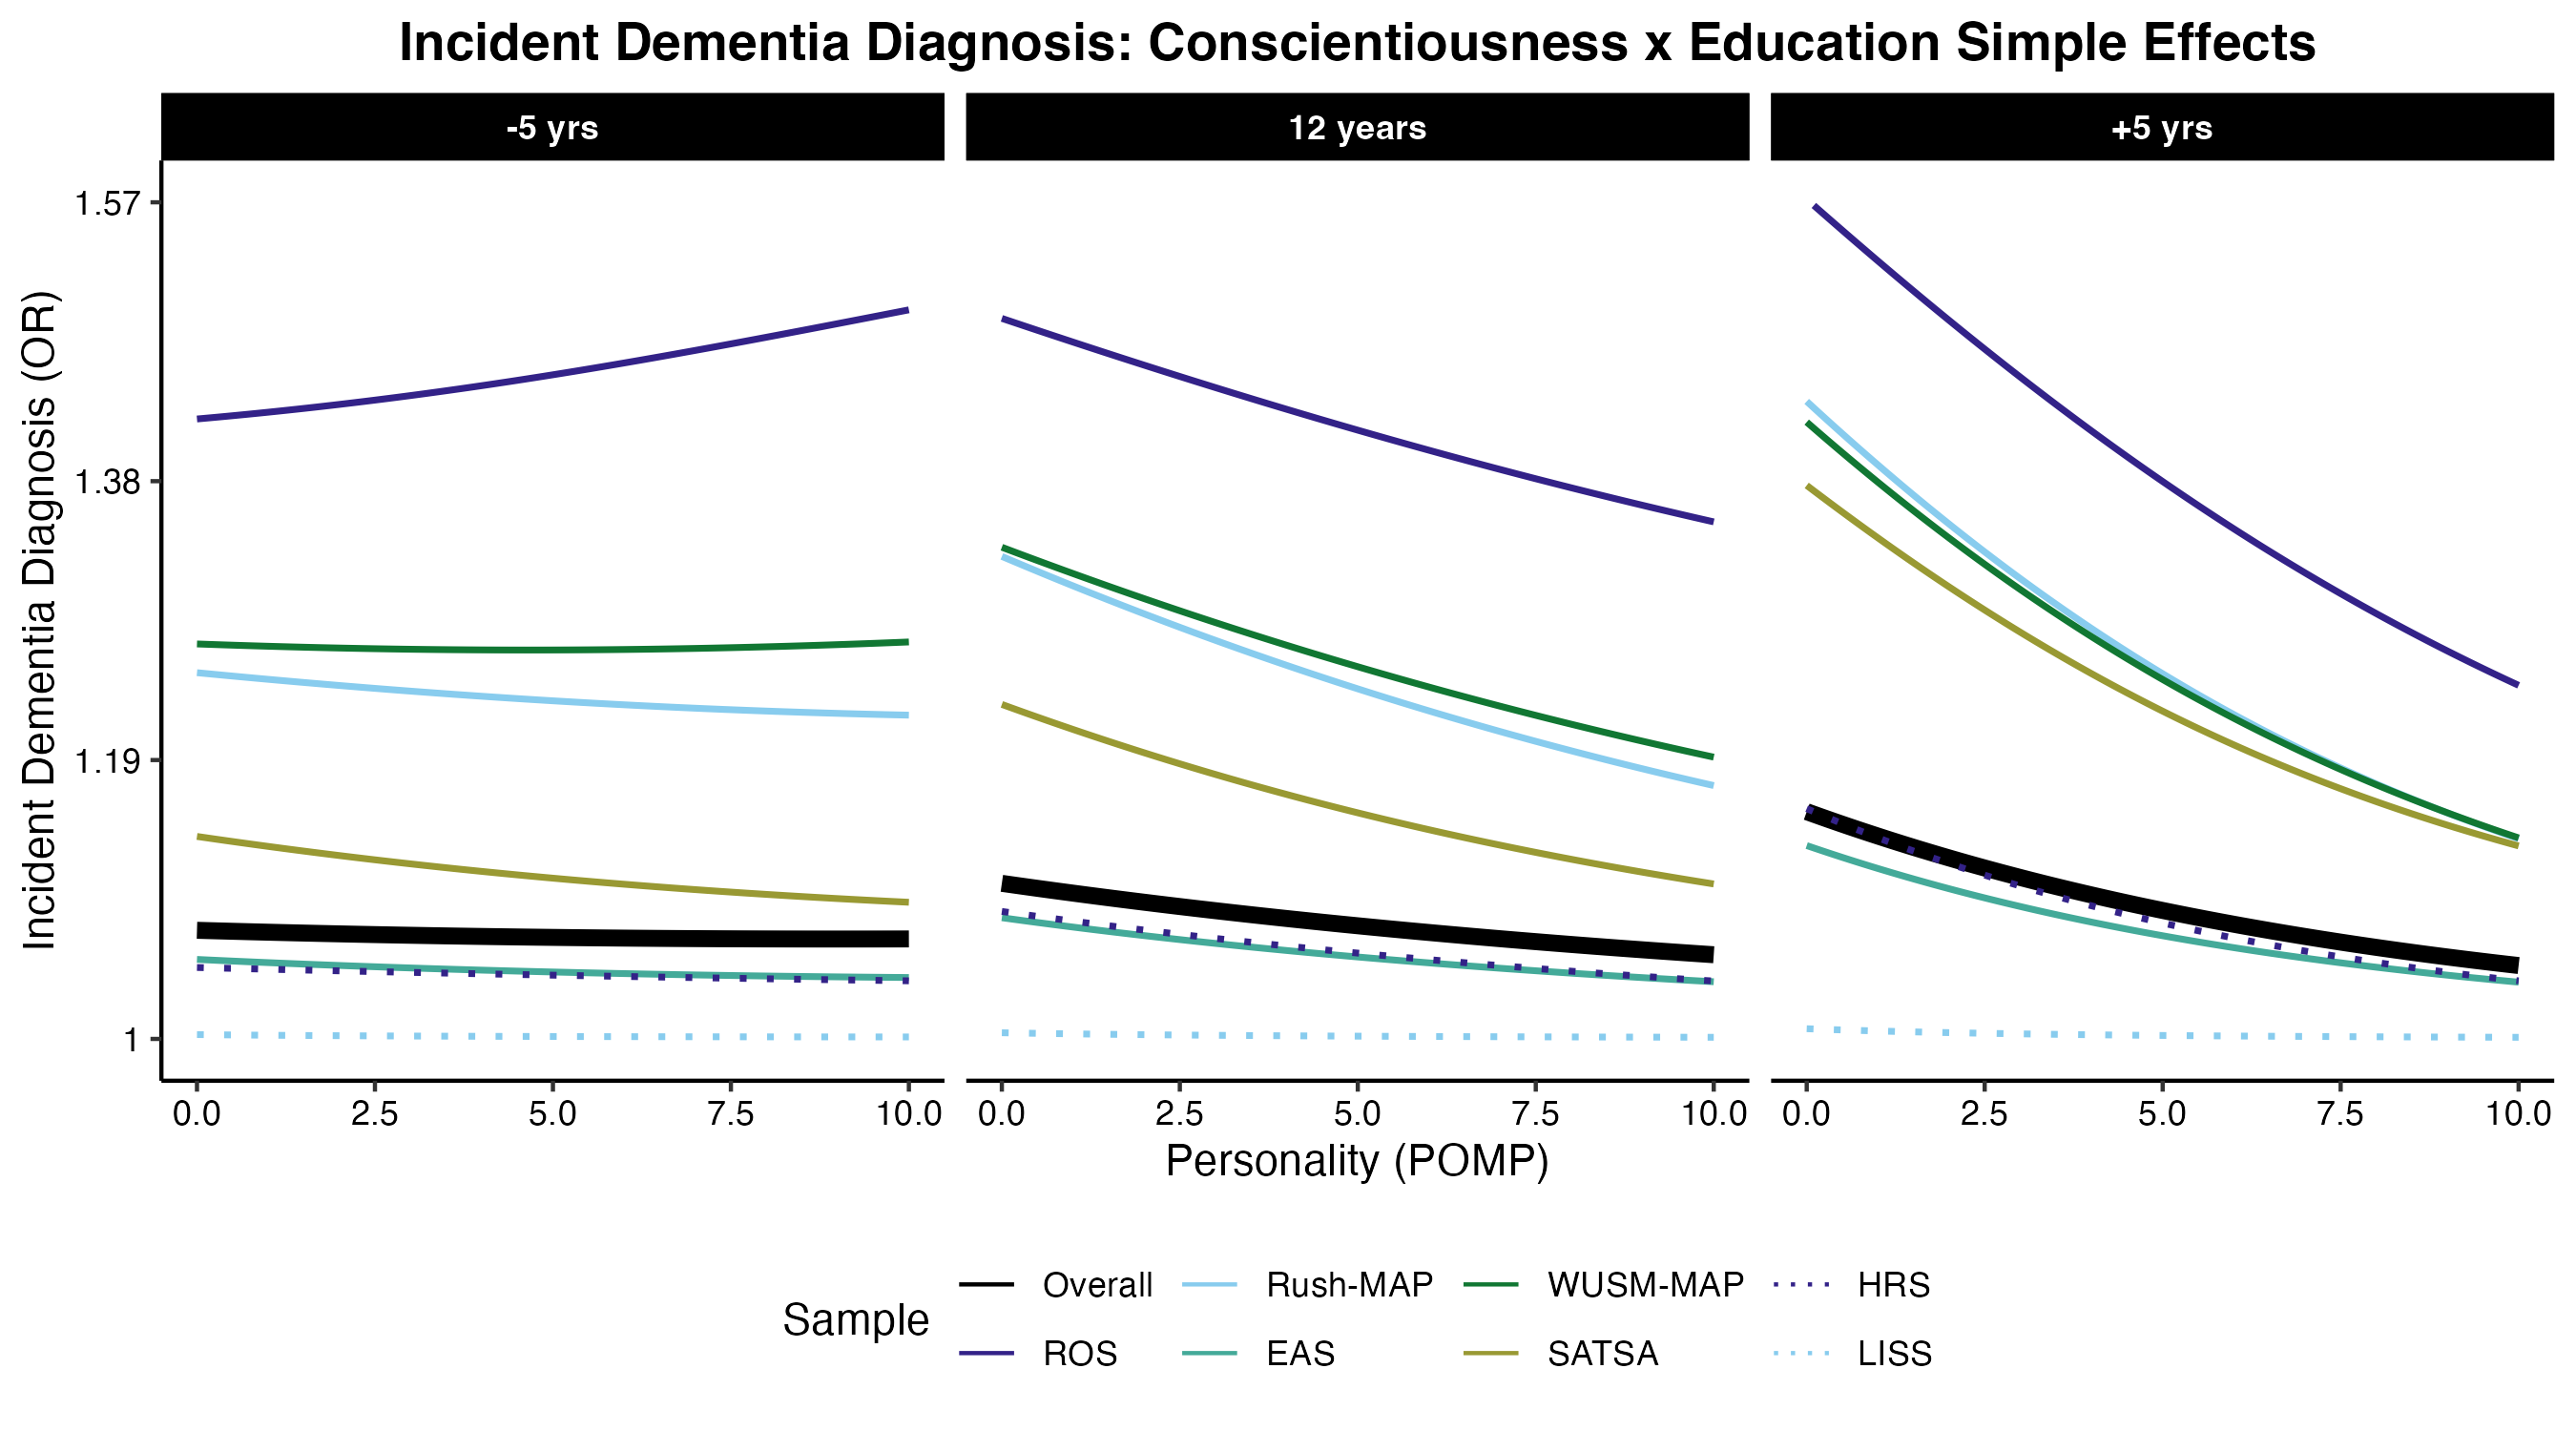 Incident Dementia Diagnosis: Conscientiousness x Education Simple Effects
-5 yrs
12 years
+5 yrs
Incident Dementia Diagnosis (OR)
1.57
1.38
1.19
1
0.0 2.5 5.0 7.5 10.0
0.0 2.5 5.0 7.5 10.0
0.0 2.5 5.0 7.5 10.0
Personality (POMP)
Sample
Overall Rush-MAP WUSM-MAP HRS
ROS EAS SATSA LISS